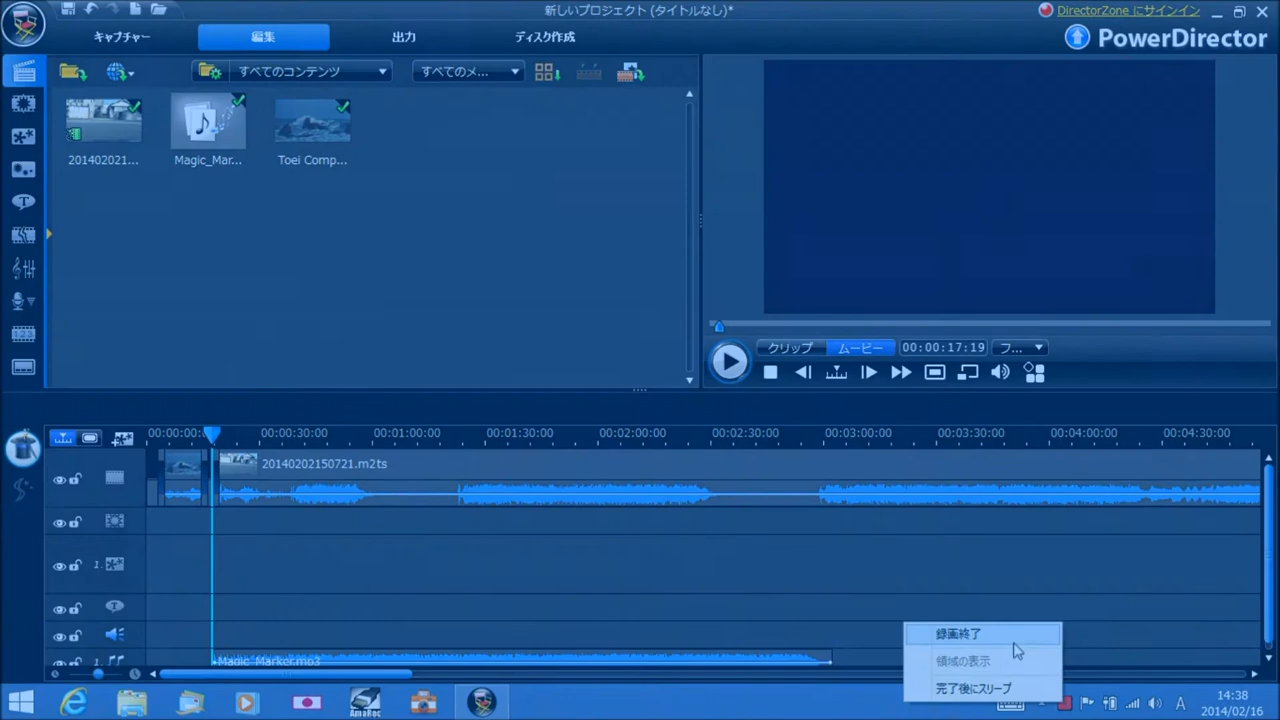 新しいプロジェクト (タイトルなし)*
DirectorZone にサインイン
キャプチャー
編集
出力
ディスク作成
PowerDirector
すべてのコンテンツ
すべてのメ...
201402021...
Magic_Mar...
Toei Comp...
クリップ
ムービー
00:00:17:19
フ...
00:00:00:
00:00:30:00
00:01:00:00
00:01:30:00
00:02:00:00
00:02:30:00
00:03:00:00
00:03:30:00
00:04:00:00
00:04:30:00
20140202150721.m2ts
1.
1.
Magic_Marker.mp3
録画終了
領域の表示
完了後にスリープ
AmaRec
A
14:38
2014/02/16